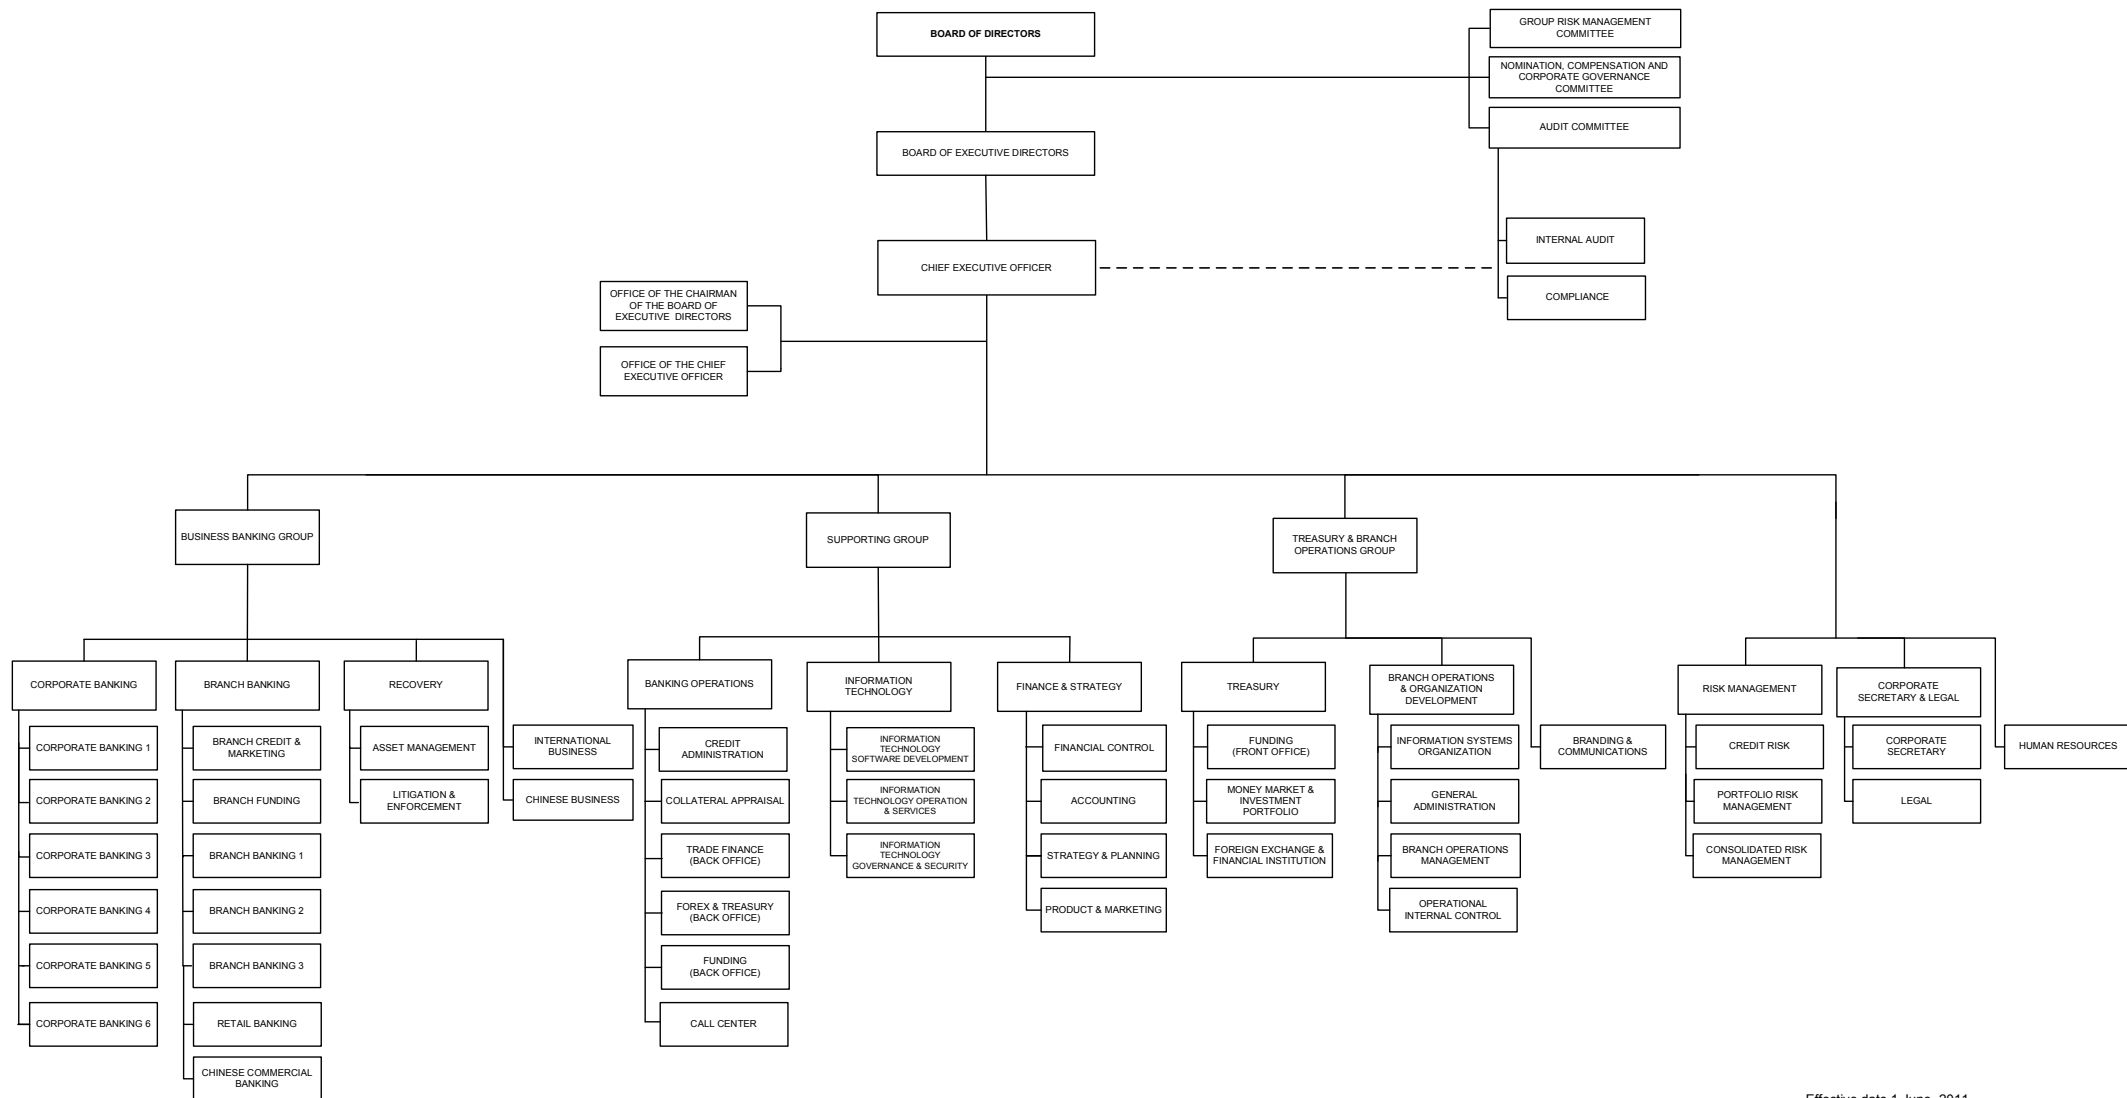 BOARD OF DIRECTORS
GROUP RISK MANAGEMENT
COMMITTEE
NOMINATION, COMPENSATION AND
CORPORATE GOVERNANCE
COMMITTEE
AUDIT COMMITTEE
BOARD OF EXECUTIVE DIRECTORS
INTERNAL AUDIT
CHIEF EXECUTIVE OFFICER
COMPLIANCE
OFFICE OF THE CHAIRMAN
OF THE BOARD OF
EXECUTIVE DIRECTORS
OFFICE OF THE CHIEF
EXECUTIVE OFFICER
BUSINESS BANKING GROUP
SUPPORTING GROUP
TREASURY & BRANCH
OPERATIONS GROUP
CORPORATE BANKING
CORPORATE BANKING 1
CORPORATE BANKING 2
CORPORATE BANKING 3
CORPORATE BANKING 4
CORPORATE BANKING 5
CORPORATE BANKING 6
BRANCH BANKING
BRANCH CREDIT &
MARKETING
BRANCH FUNDING
BRANCH BANKING 1
BRANCH BANKING 2
BRANCH BANKING 3
RETAIL BANKING
CHINESE COMMERCIAL
BANKING
RECOVERY
ASSET MANAGEMENT
LITIGATION &
ENFORCEMENT
INTERNATIONAL
BUSINESS
CHINESE BUSINESS
BANKING OPERATIONS
CREDIT
ADMINISTRATION
COLLATERAL APPRAISAL
TRADE FINANCE
(BACK OFFICE)
FOREX & TREASURY
(BACK OFFICE)
FUNDING
(BACK OFFICE)
CALL CENTER
INFORMATION
TECHNOLOGY
INFORMATION
TECHNOLOGY
SOFTWARE DEVELOPMENT
INFORMATION
TECHNOLOGY OPERATION
& SERVICES
INFORMATION
TECHNOLOGY
GOVERNANCE & SECURITY
FINANCE & STRATEGY
FINANCIAL CONTROL
ACCOUNTING
STRATEGY & PLANNING
PRODUCT & MARKETING
TREASURY
FUNDING
(FRONT OFFICE)
MONEY MARKET &
INVESTMENT
PORTFOLIO
FOREIGN EXCHANGE &
FINANCIAL INSTITUTION
BRANCH OPERATIONS
& ORGANIZATION
DEVELOPMENT
INFORMATION SYSTEMS
ORGANIZATION
GENERAL
ADMINISTRATION
BRANCH OPERATIONS
MANAGEMENT
OPERATIONAL
INTERNAL CONTROL
BRANDING &
COMMUNICATIONS
RISK MANAGEMENT
CREDIT RISK
PORTFOLIO RISK
MANAGEMENT
CONSOLIDATED RISK
MANAGEMENT
CORPORATE
SECRETARY & LEGAL
CORPORATE
SECRETARY
LEGAL
HUMAN RESOURCES
Effective date 1 June, 2011